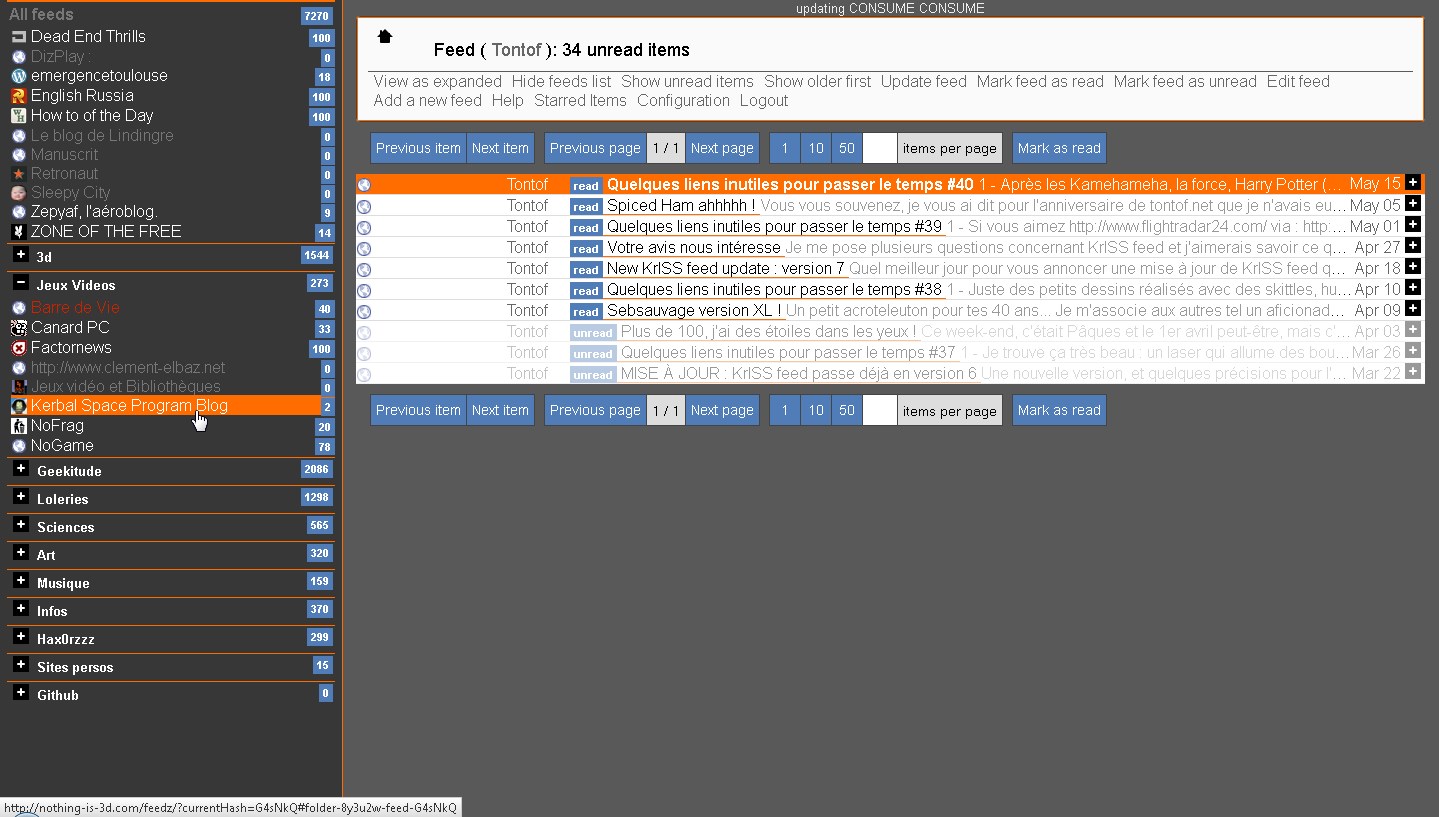 All feeds 7270
Dead End Thrills 100
DizPlay : 0
emergencetoulouse 18
English Russia 100
How to of the Day 100
Le blog de Lindingre 0
Manuscrit 0
Retronaut 0
Sleepy City 0
Zepyaf, l'aéroblog. 9
ZONE OF THE FREE 14
+ 3d 1544
− Jeux Videos 273
Barre de Vie 40
Canard PC 33
Factornews 100
http://www.clement-elbaz.net 0
Jeux vidéo et Bibliothèques 0
Kerbal Space Program Blog 2
NoFrag 20
NoGame 78
+ Geekitude 2086
+ Loleries 1298
+ Sciences 565
+ Art 320
+ Musique 159
+ Infos 370
+ Hax0rzzz 299
+ Sites persos 15
+ Github 0
updating CONSUME CONSUME
Feed ( Tontof ): 34 unread items
View as expanded Hide feeds list Show unread items Show older first Update feed Mark feed as read Mark feed as unread Edit feed
Add a new feed Help Starred Items Configuration Logout
Previous item Next item Previous page 1 / 1 Next page 1 10 50 items per page Mark as read
Tontof read Quelques liens inutiles pour passer le temps #40 1 - Après les Kamehameha, la force, Harry Potter (... May 15 +
Tontof read Spiced Ham ahhhhh ! Vous vous souvenez, je vous ai dit pour l'anniversaire de tontof.net que je n'avais eu... May 05 +
Tontof read Quelques liens inutiles pour passer le temps #39 1 - Si vous aimez http://www.flightradar24.com/ via : http:... May 01 +
Tontof read Votre avis nous intéresse Je me pose plusieurs questions concernant KrISS feed et j'aimerais savoir ce q... Apr 27 +
Tontof read New KrISS feed update : version 7 Quel meilleur jour pour vous annoncer une mise à jour de KrISS feed q... Apr 18 +
Tontof read Quelques liens inutiles pour passer le temps #38 1 - Juste des petits dessins réalisés avec des skittles, hu... Apr 10 +
Tontof read Sebsauvage version XL ! Un petit acroteleuton pour tes 40 ans... Je m'associe aux autres tel un aficionad... Apr 09 +
Tontof unread Plus de 100, j'ai des étoiles dans les yeux ! Ce week-end, c'était Pâques et le 1er avril peut-être, mais c'... Apr 03 +
Tontof unread Quelques liens inutiles pour passer le temps #37 1 - Je trouve ça très beau : un laser qui allume des bou... Mar 26 +
Tontof unread MISE À JOUR : KrISS feed passe déjà en version 6 Une nouvelle version, et quelques précisions pour l'... Mar 22 +
Previous item Next item Previous page 1 / 1 Next page 1 10 50 items per page Mark as read
http://nothing-is-3d.com/feedz/?currentHash=G4sNkQ#folder-8y3u2w-feed-G4sNkQ